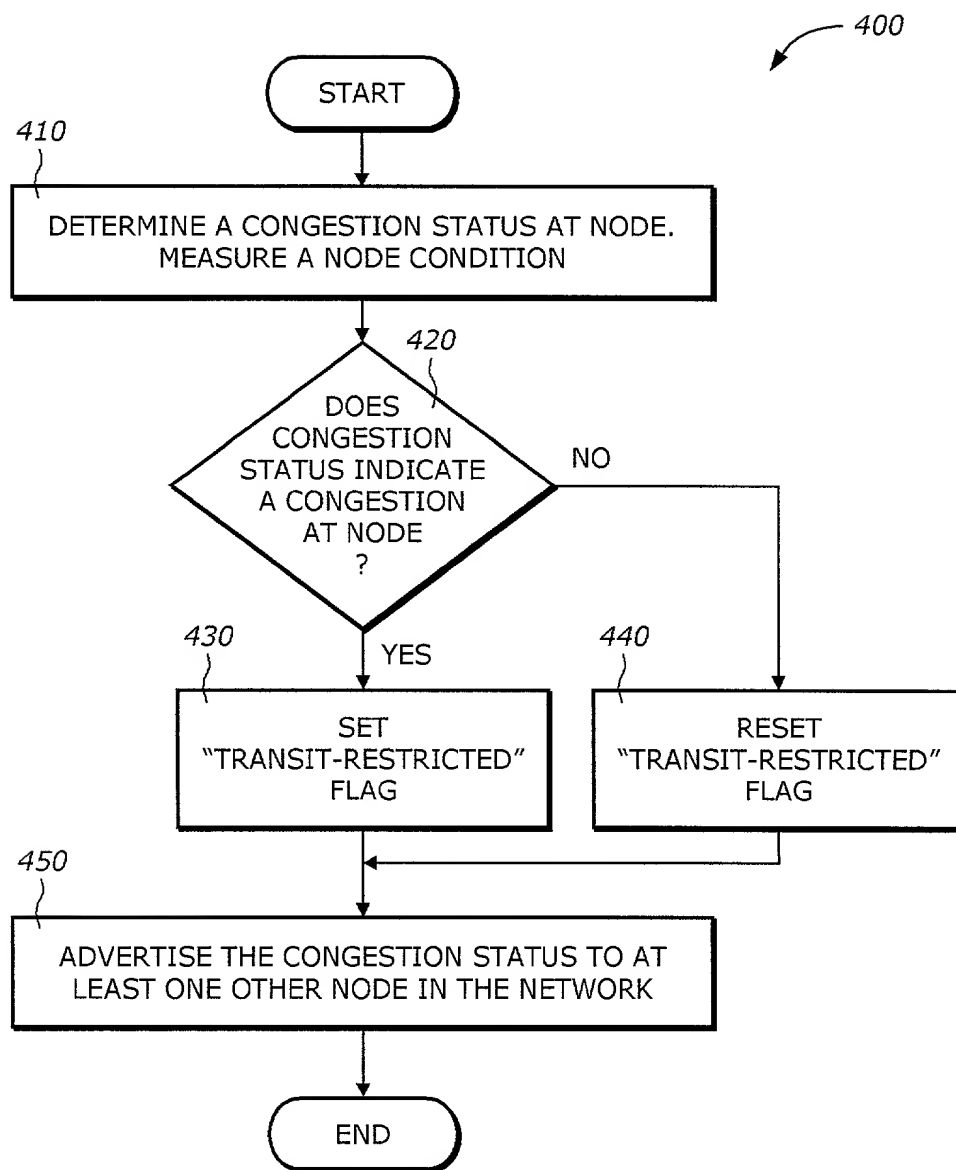 400
START
410
DETERMINE A CONGESTION STATUS AT NODE.
MEASURE A NODE CONDITION
420
DOES
CONGESTION
STATUS INDICATE
A CONGESTION
AT NODE
?
NO
YES
430
SET
“TRANSIT-RESTRICTED”
FLAG
440
RESET
“TRANSIT-RESTRICTED”
FLAG
450
ADVERTISE THE CONGESTION STATUS TO AT
LEAST ONE OTHER NODE IN THE NETWORK
END